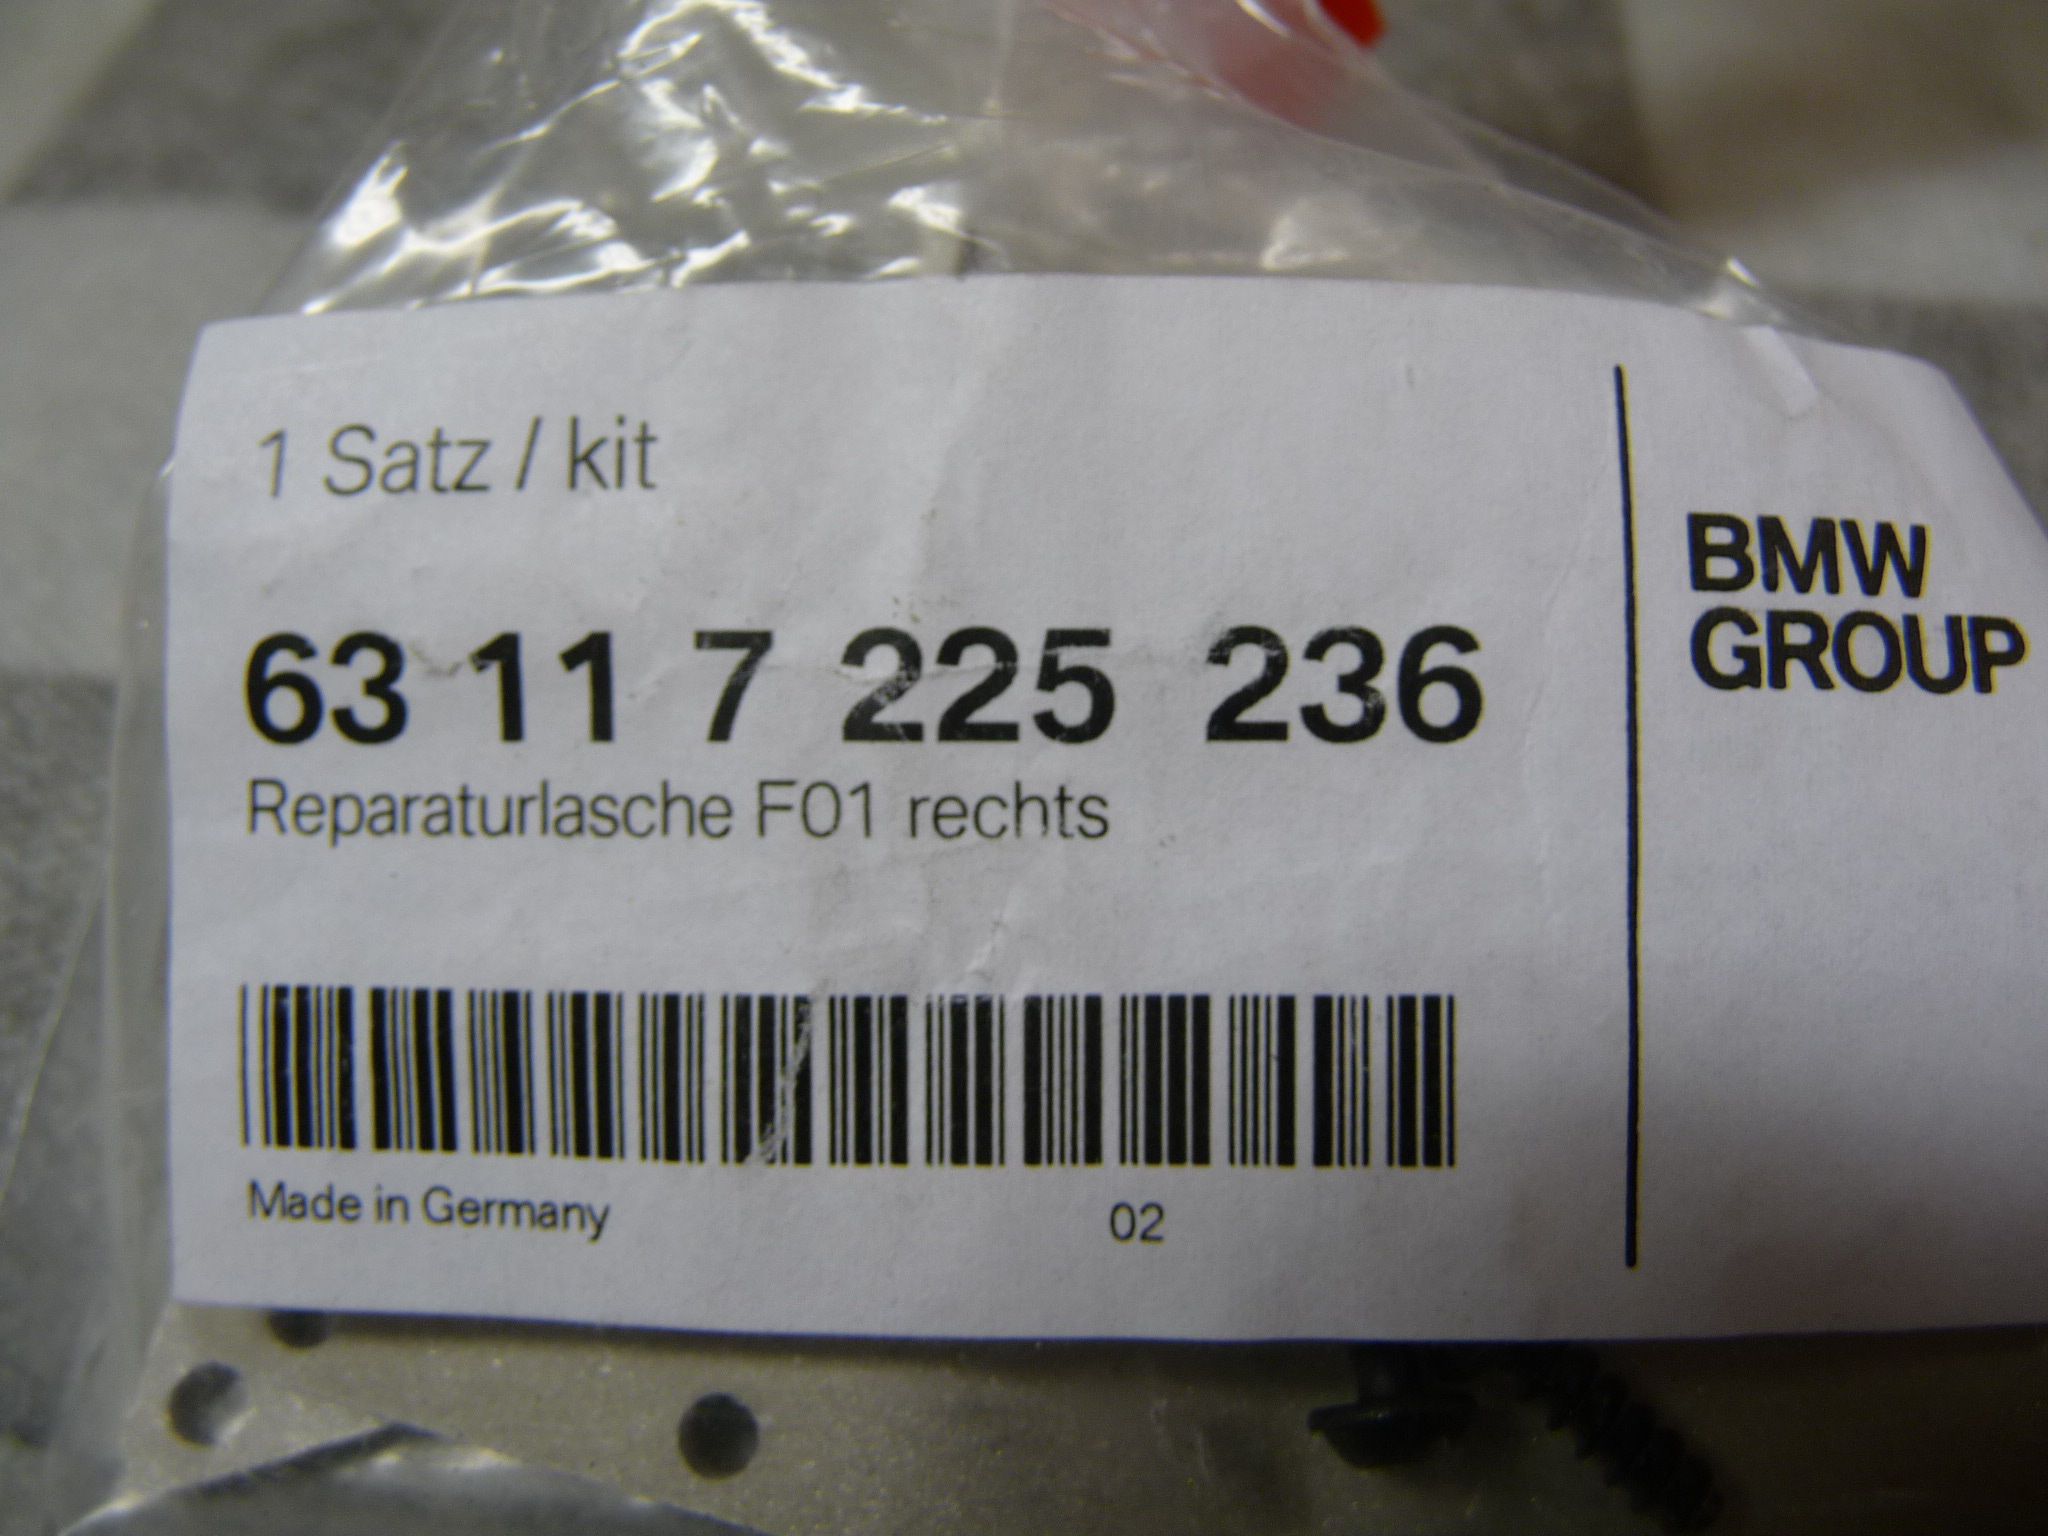 1 Satz / kit
63 11 7 225 236
Reparaturlasche F01 rechts
Made in Germany 02
BMW
GROUP